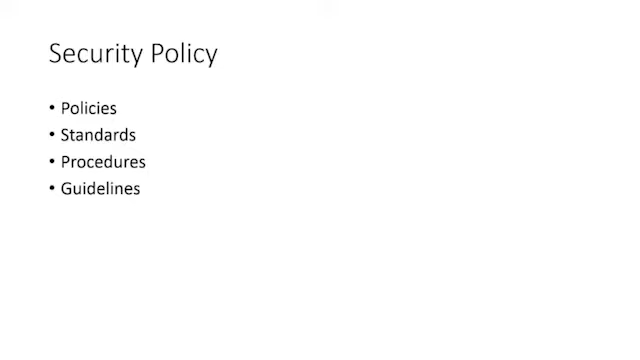 Security Policy
• Policies
• Standards
• Procedures
• Guidelines